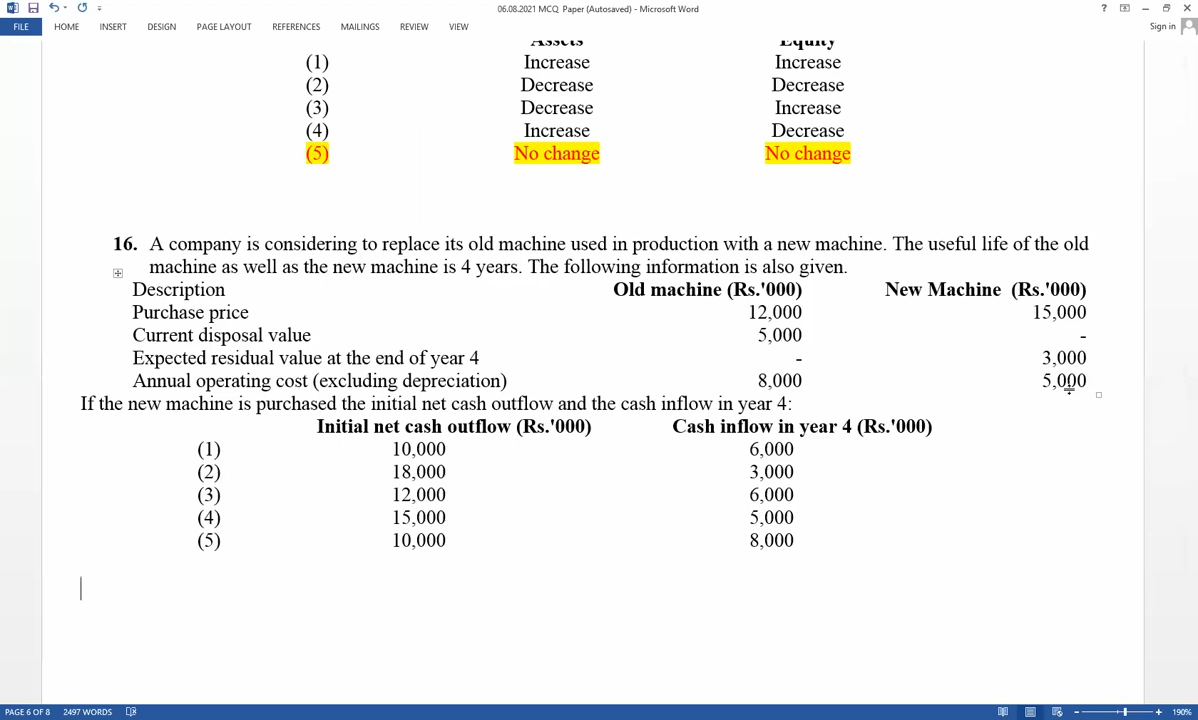 06.08.2021 MCQ Paper (Autosaved) - Microsoft Word
FILE HOME INSERT DESIGN PAGE LAYOUT REFERENCES MAILINGS REVIEW VIEW Sign in
Assets Equity
(1) Increase Increase
(2) Decrease Decrease
(3) Decrease Increase
(4) Increase Decrease
(5) No change No change
16. A company is considering to replace its old machine used in production with a new machine. The useful life of the old
machine as well as the new machine is 4 years. The following information is also given.
Description Old machine (Rs.'000) New Machine (Rs.'000)
Purchase price 12,000 15,000
Current disposal value 5,000 -
Expected residual value at the end of year 4 - 3,000
Annual operating cost (excluding depreciation) 8,000 5,000
If the new machine is purchased the initial net cash outflow and the cash inflow in year 4:
Initial net cash outflow (Rs.'000) Cash inflow in year 4 (Rs.'000)
(1) 10,000 6,000
(2) 18,000 3,000
(3) 12,000 6,000
(4) 15,000 5,000
(5) 10,000 8,000
PAGE 6 OF 8 2497 WORDS 190%